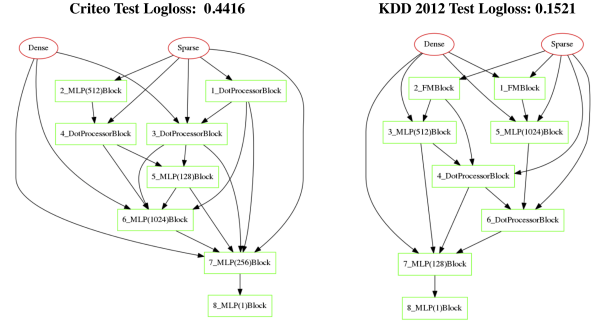 Criteo Test Logloss: 0.4416
Dense
Sparse
2_MLP(512)Block
1_DotProcessorBlock
4_DotProcessorBlock
3_DotProcessorBlock
5_MLP(128)Block
6_MLP(1024)Block
7_MLP(256)Block
8_MLP(1)Block
KDD 2012 Test Logloss: 0.1521
Dense
Sparse
2_FMBlock
1_FMBlock
3_MLP(512)Block
5_MLP(1024)Block
4_DotProcessorBlock
6_DotProcessorBlock
7_MLP(128)Block
8_MLP(1)Block